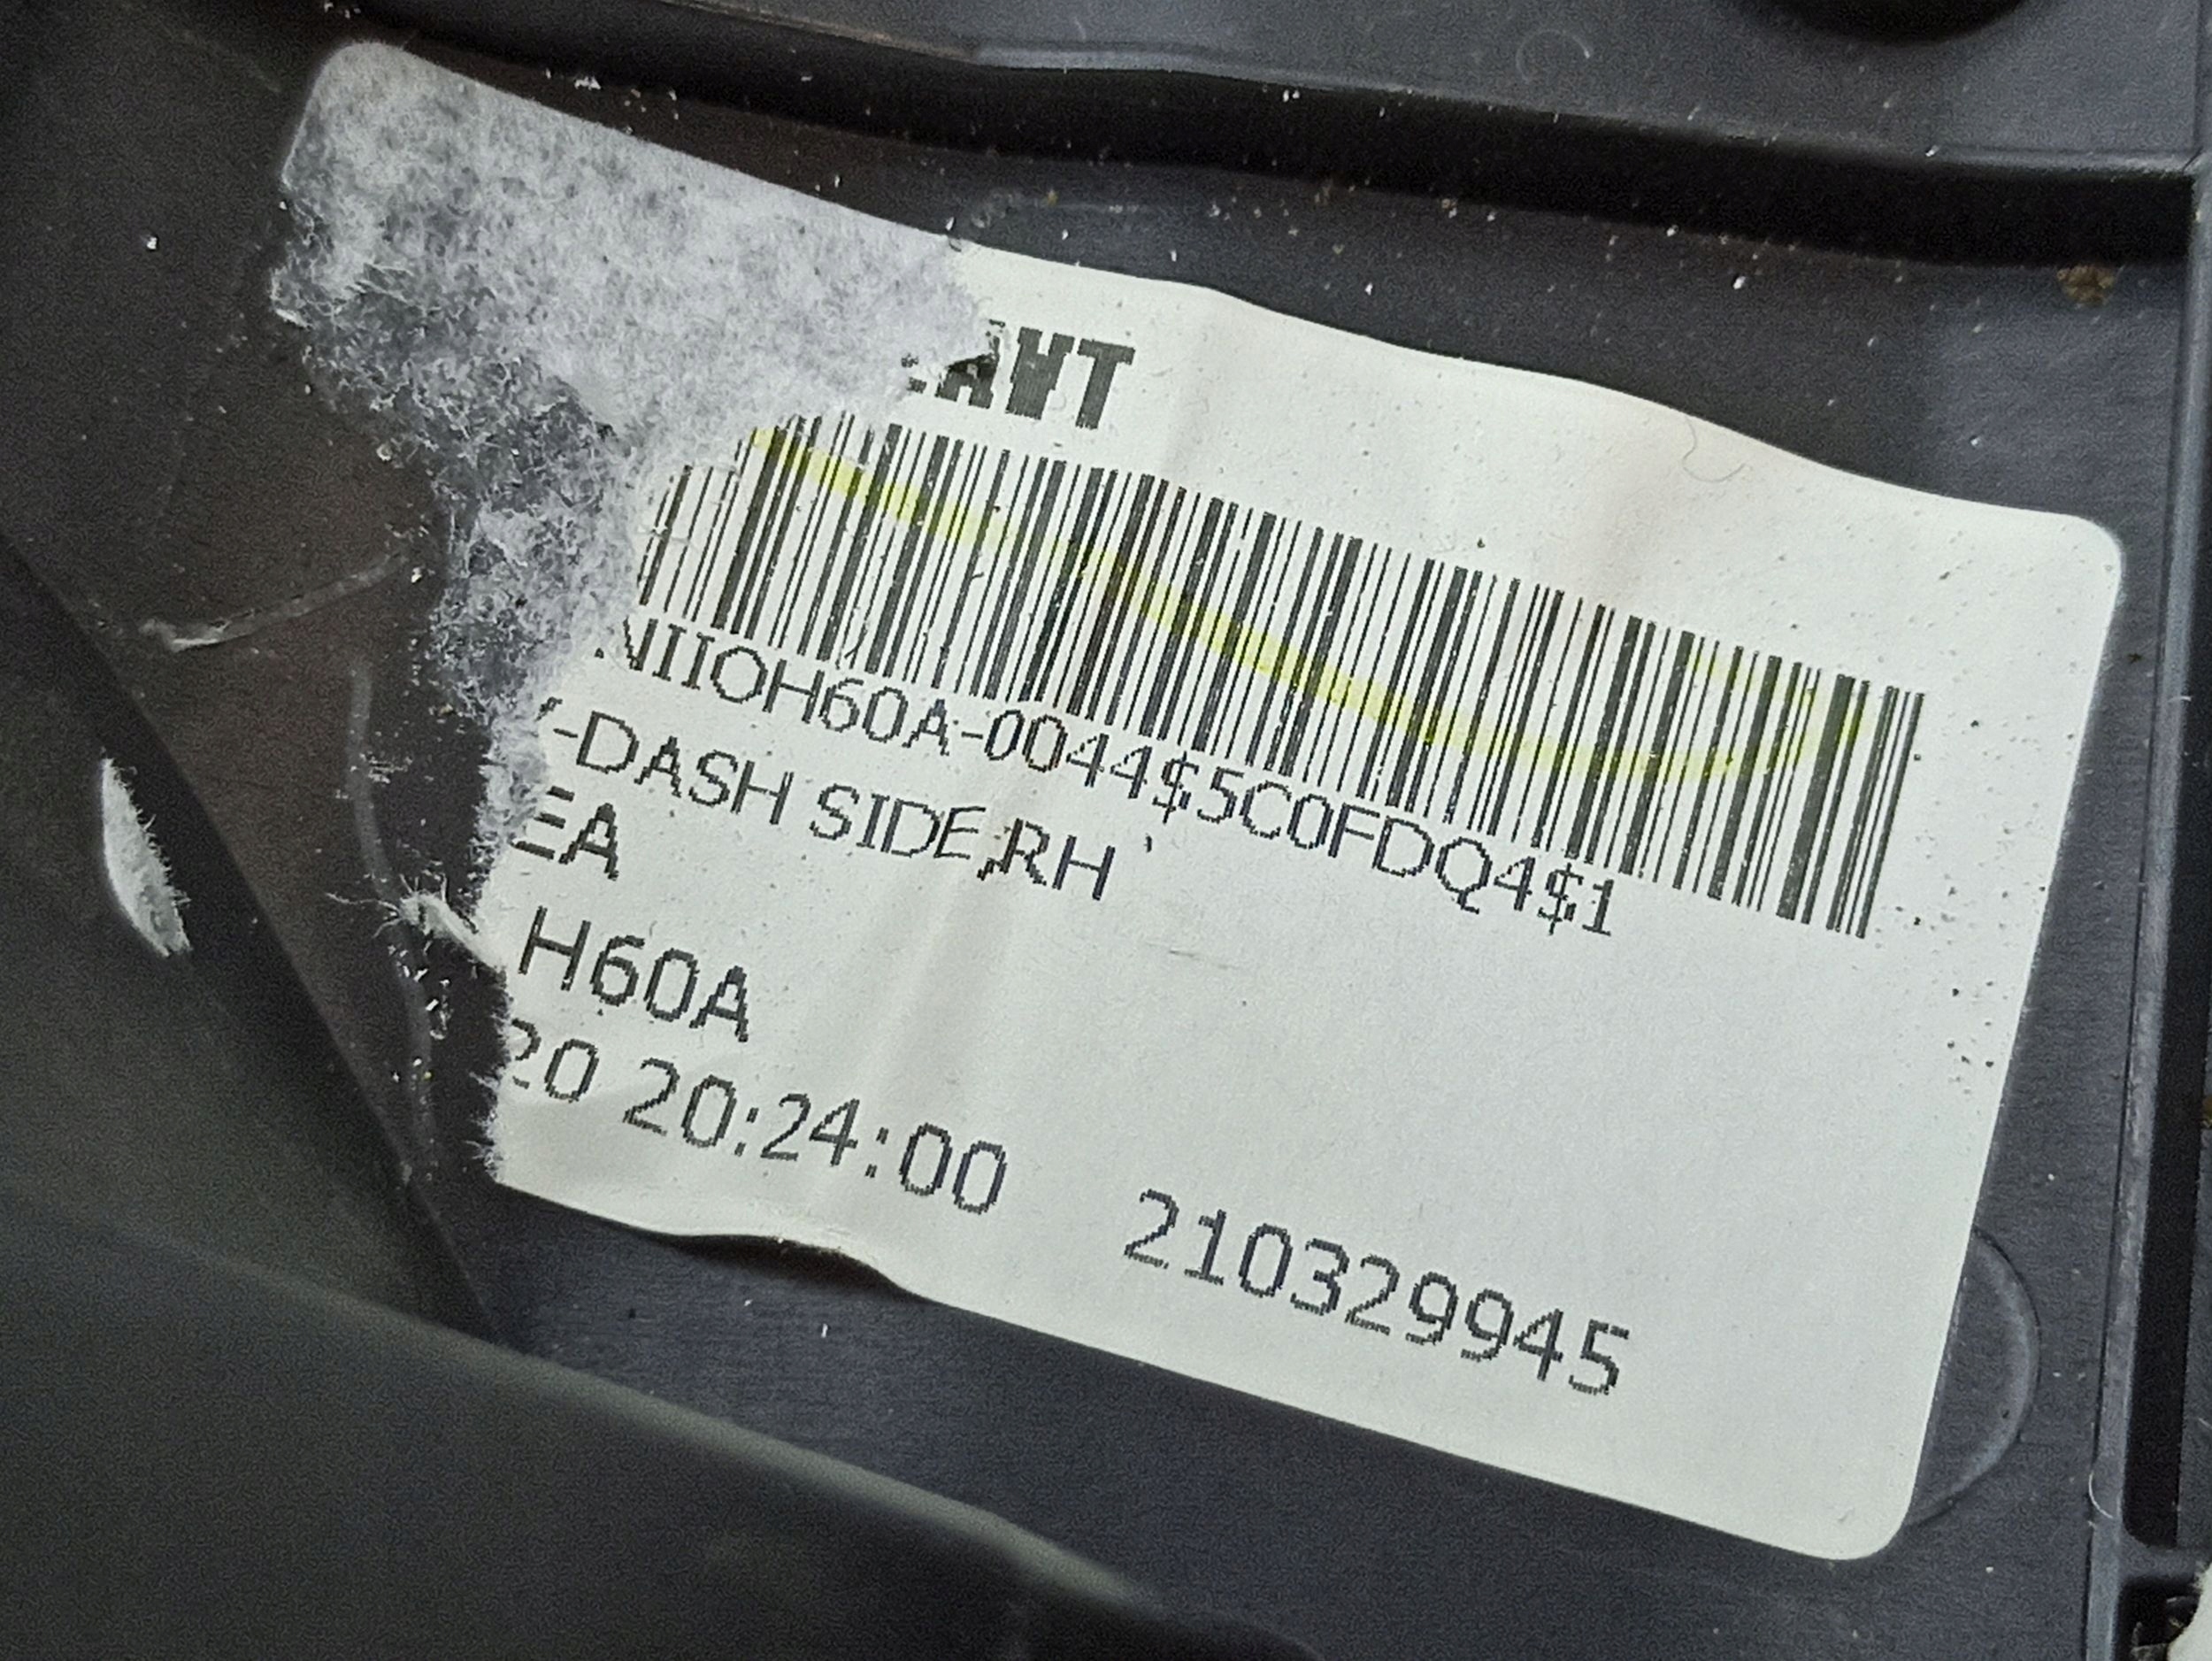 NIIOH60A-0044$5C0FDQ4$1
-DASH SIDE,RH
EA
H60A
20 20:24:00 210329945